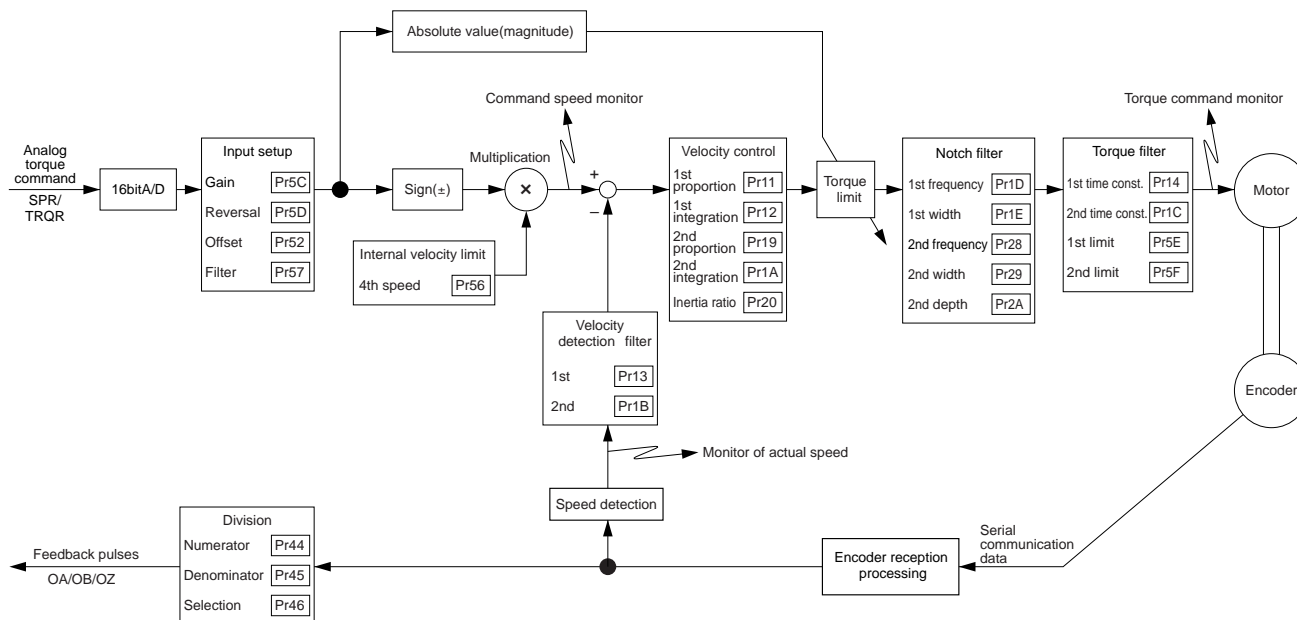 Absolute value(magnitude)
Command speed monitor
Torque command monitor
Analog
torque
command
SPR/
TRQR
16bitA/D
Input setup
Gain Pr5C
Reversal Pr5D
Offset Pr52
Filter Pr57
Sign(±)
Multiplication
×
+
−
Internal velocity limit
4th speed Pr56
Velocity control
1st
proportion Pr11
1st
integration Pr12
2nd
proportion Pr19
2nd
integration Pr1A
Inertia ratio Pr20
Torque
limit
Notch filter
1st frequency Pr1D
1st width Pr1E
2nd frequency Pr28
2nd width Pr29
2nd depth Pr2A
Torque filter
1st time const. Pr14
2nd time const. Pr1C
1st limit Pr5E
2nd limit Pr5F
Motor
Encoder
Velocity
detection filter
1st Pr13
2nd Pr1B
Monitor of actual speed
Speed detection
Serial
communication
data
Encoder reception
processing
Division
Numerator Pr44
Denominator Pr45
Selection Pr46
Feedback pulses
OA/OB/OZ